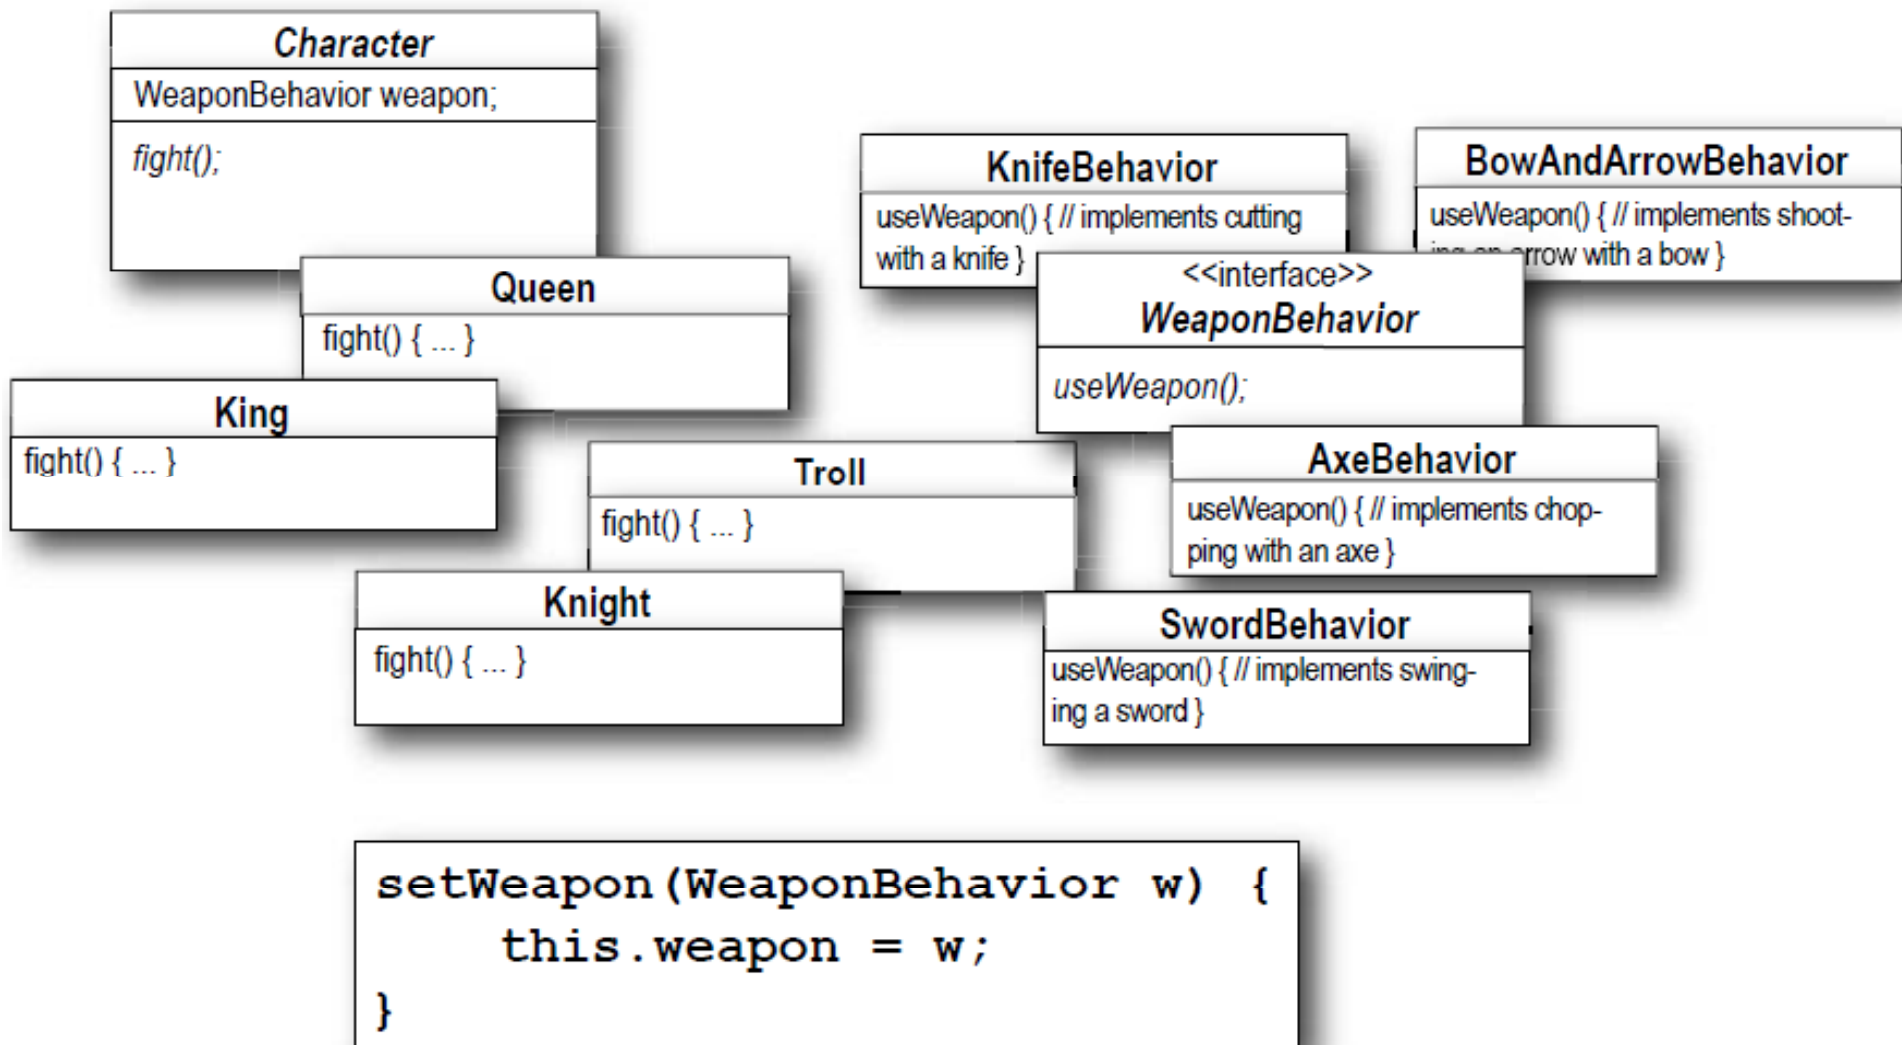 Character
WeaponBehavior weapon;
fight();
Queen
fight() { ... }
King
fight() { ... }
Troll
fight() { ... }
Knight
fight() { ... }
KnifeBehavior
useWeapon() { // implements cutting
with a knife }
BowAndArrowBehavior
useWeapon() { // implements shoot-
ing an arrow with a bow }
<<interface>>
WeaponBehavior
useWeapon();
AxeBehavior
useWeapon() { // implements chop-
ping with an axe }
SwordBehavior
useWeapon() { // implements swing-
ing a sword }
setWeapon(WeaponBehavior w) {
this.weapon = w;
}